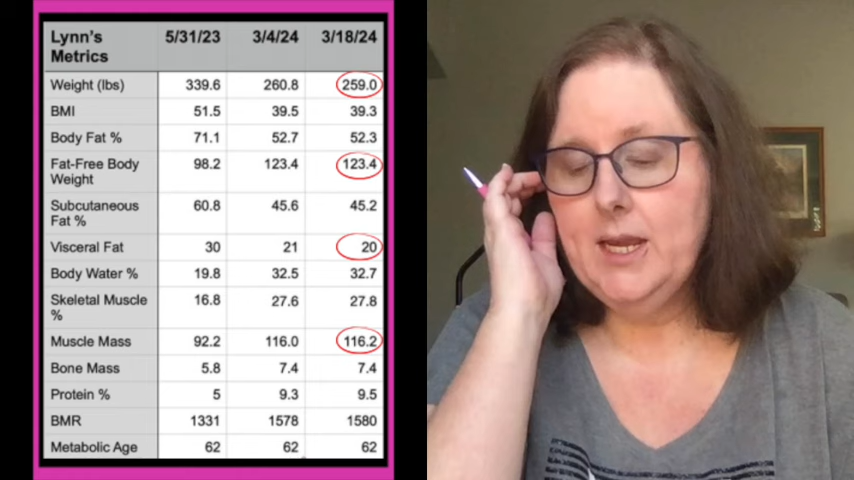 Lynn's Metrics 5/31/23 3/4/24 3/18/24
Weight (lbs) 339.6 260.8 259.0
BMI 51.5 39.5 39.3
Body Fat % 71.1 52.7 52.3
Fat-Free Body Weight 98.2 123.4 123.4
Subcutaneous Fat % 60.8 45.6 45.2
Visceral Fat 30 21 20
Body Water % 19.8 32.5 32.7
Skeletal Muscle % 16.8 27.6 27.8
Muscle Mass 92.2 116.0 116.2
Bone Mass 5.8 7.4 7.4
Protein % 5 9.3 9.5
BMR 1331 1578 1580
Metabolic Age 62 62 62